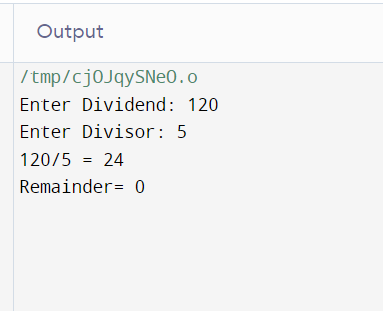 Output
/tmp/cjOJqySNeO.o
Enter Dividend: 120
Enter Divisor: 5
120/5 = 24
Remainder= 0